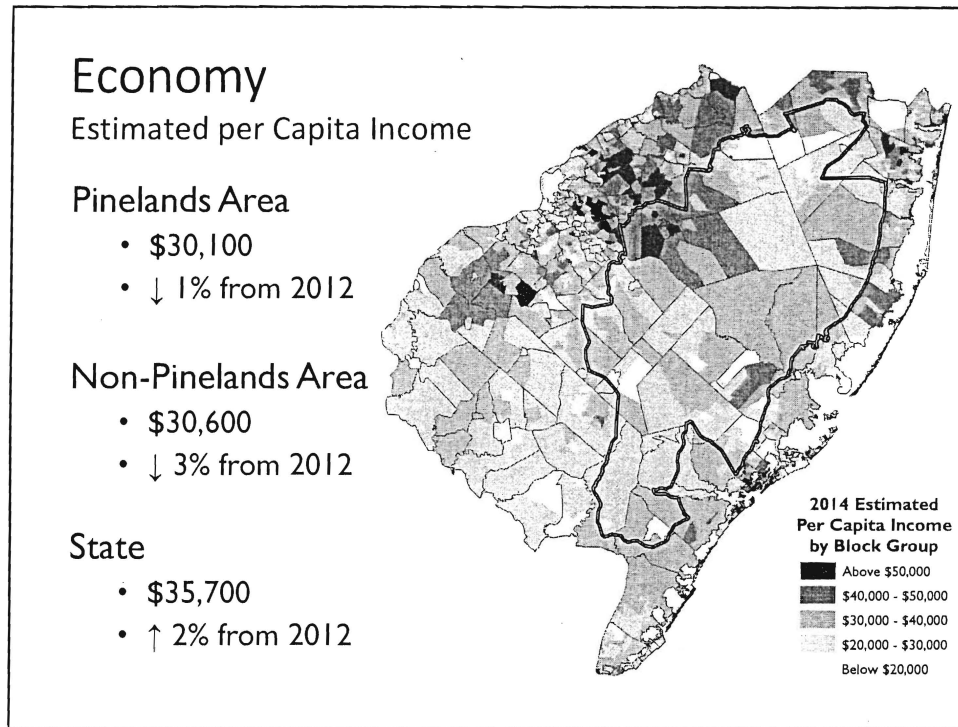 Economy
Estimated per Capita Income
Pinelands Area
• $30,100
• ↓ 1% from 2012
Non-Pinelands Area
• $30,600
• ↓ 3% from 2012
State
• $35,700
• ↑ 2% from 2012
2014 Estimated
Per Capita Income
by Block Group
Above $50,000
$40,000 - $50,000
$30,000 - $40,000
$20,000 - $30,000
Below $20,000